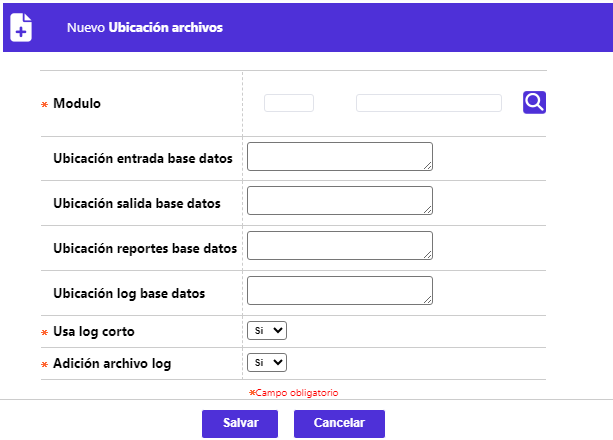 Nuevo Ubicación archivos
* Modulo
Ubicación entrada base datos
Ubicación salida base datos
Ubicación reportes base datos
Ubicación log base datos
* Usa log corto Si
* Adición archivo log Si
*Campo obligatorio
Salvar Cancelar